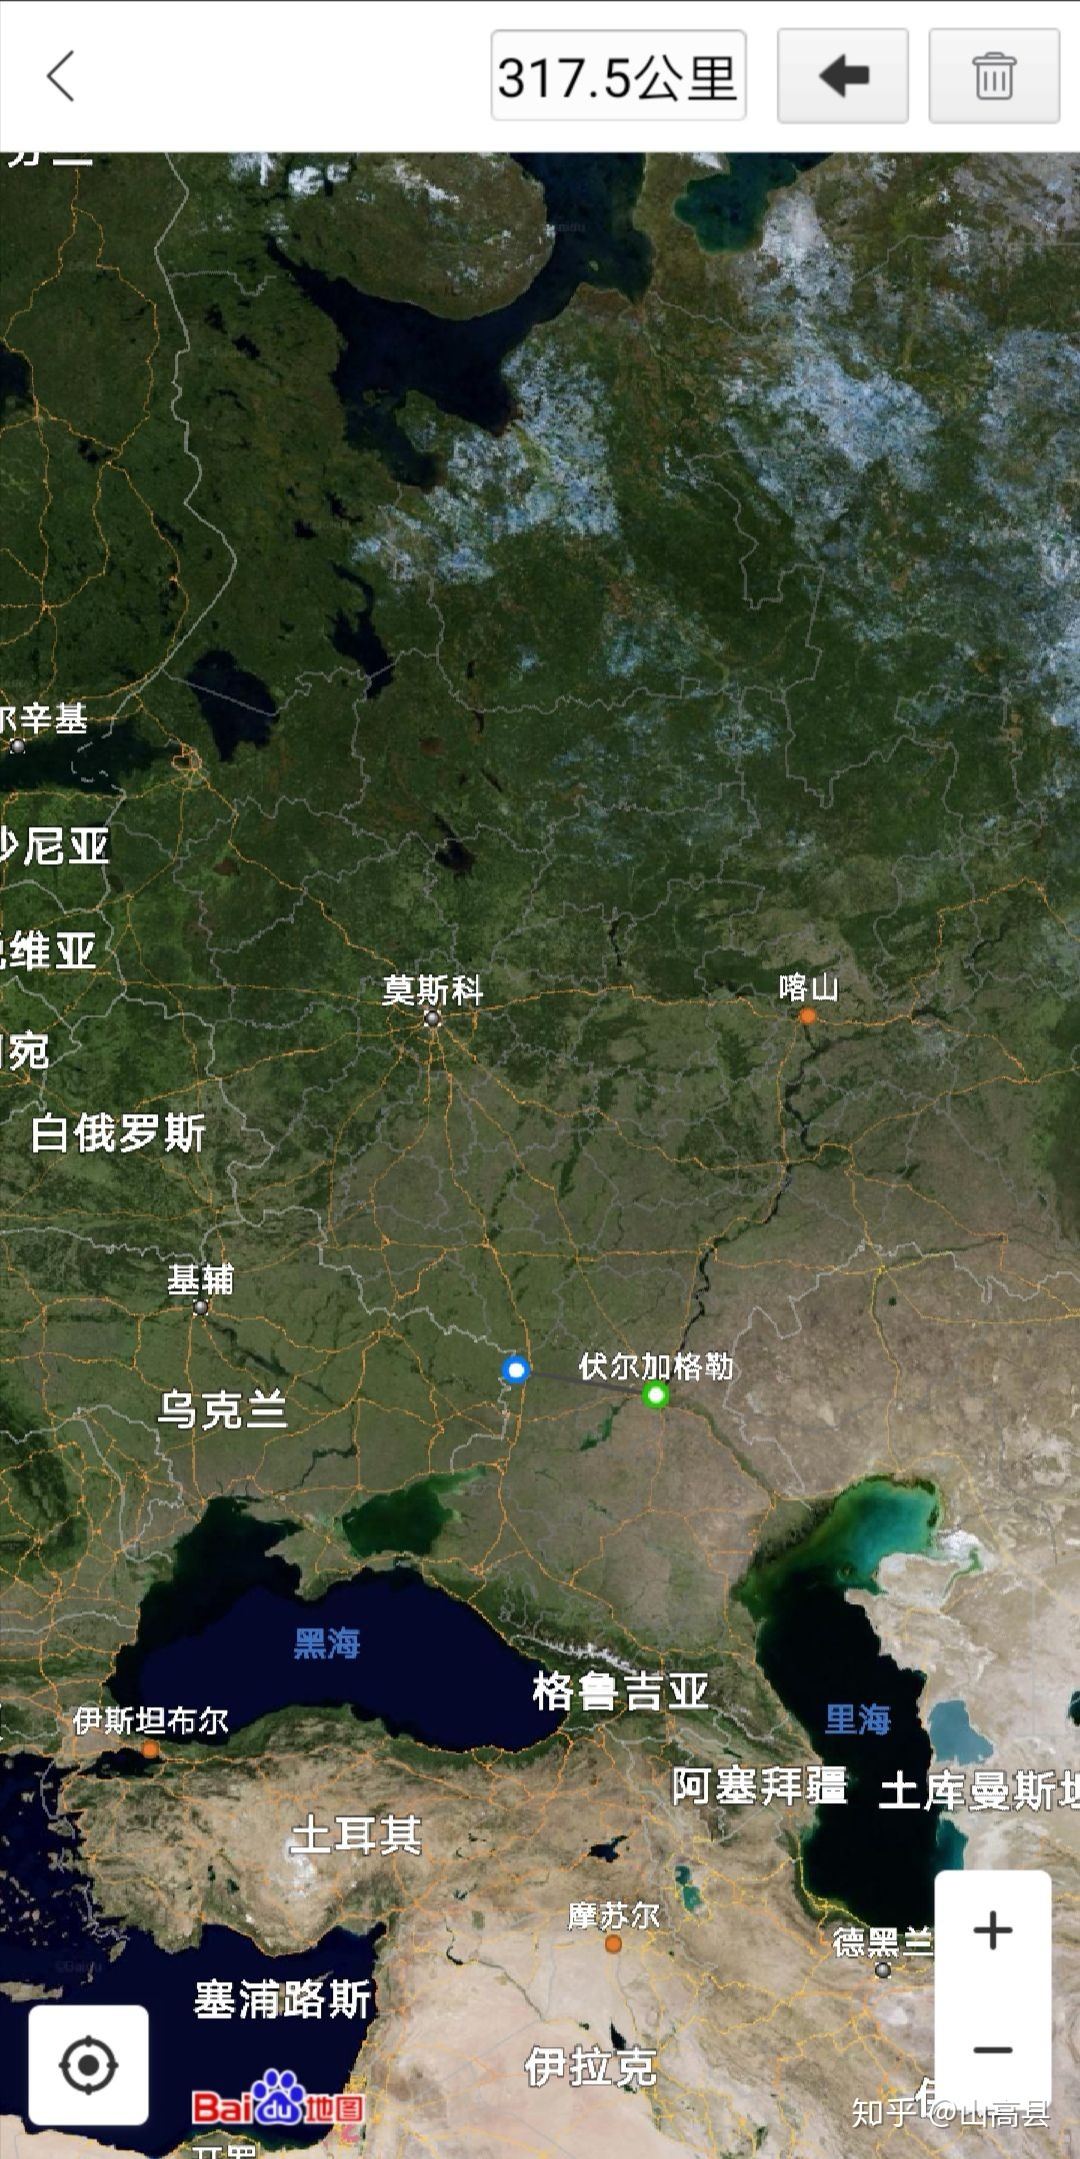 317.5公里
尔辛基
沙尼亚
维亚
莫斯科
喀山
宛
白俄罗斯
基辅
伏尔加格勒
乌克兰
黑海
格鲁吉亚
伊斯坦布尔
里海
阿塞拜疆
土库曼斯坦
土耳其
摩苏尔
德黑兰
塞浦路斯
伊拉克
Bai du 地图
知乎 @山高县